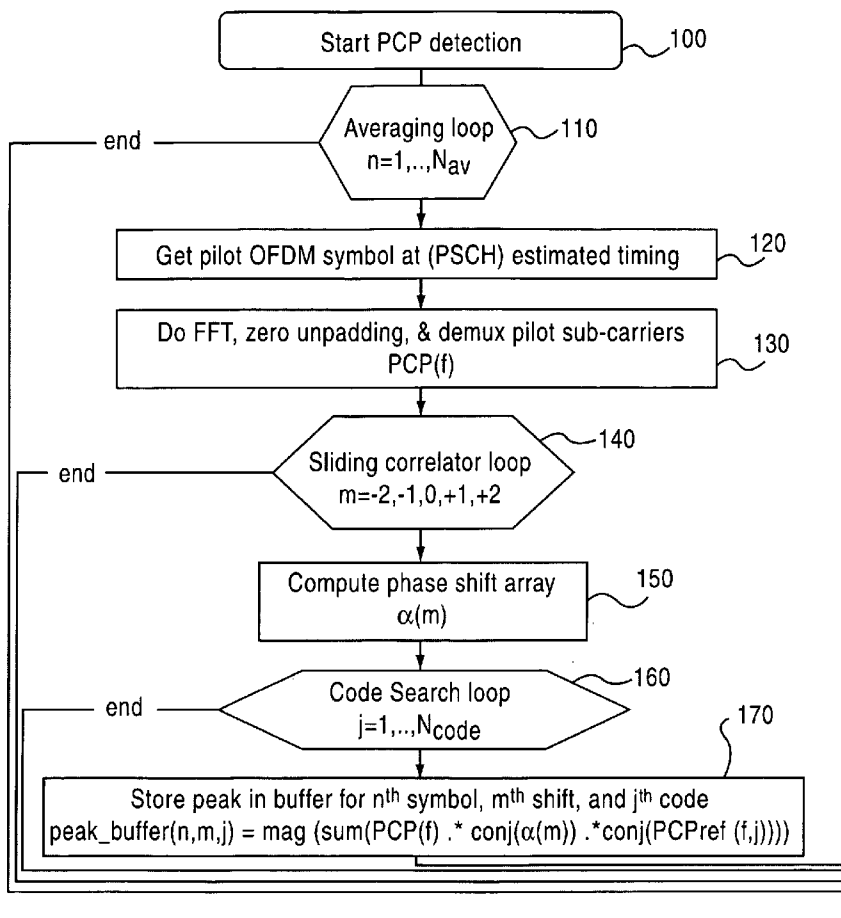 Start PCP detection
100
Averaging loop
n=1,..,Nav
110
end
Get pilot OFDM symbol at (PSCH) estimated timing
120
Do FFT, zero unpadding, & demux pilot sub-carriers
PCP(f)
130
Sliding correlator loop
m=-2,-1,0,+1,+2
140
end
Compute phase shift array
α(m)
150
Code Search loop
j=1,..,Ncode
160
end
170
Store peak in buffer for nth symbol, mth shift, and jth code
peak_buffer(n,m,j) = mag (sum(PCP(f) .* conj(α(m)) .*conj(PCPref (f,j))))